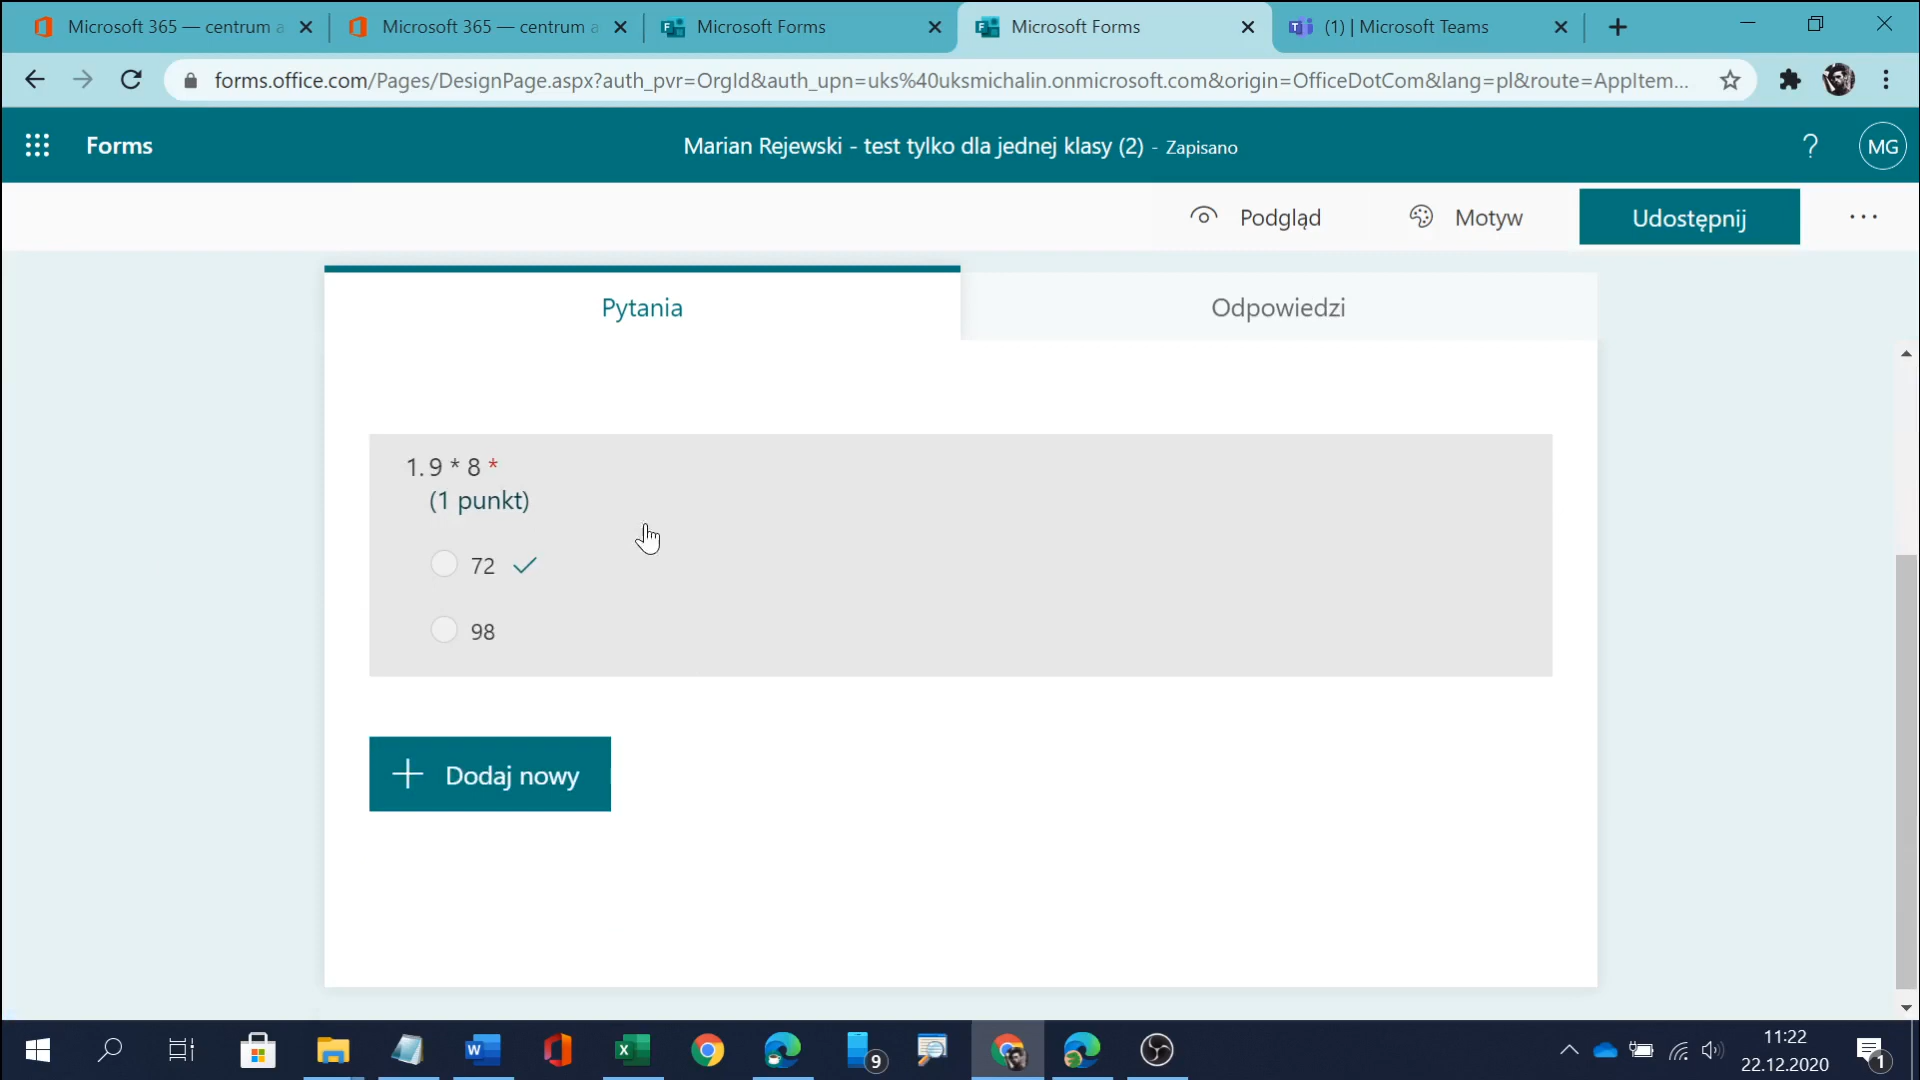 Microsoft 365 — centrum a
Microsoft 365 — centrum a
Microsoft Forms
Microsoft Forms
(1) | Microsoft Teams
forms.office.com/Pages/DesignPage.aspx?auth_pvr=OrgId&auth_upn=uks%40uksmichalin.onmicrosoft.com&origin=OfficeDotCom&lang=pl&route=AppItem...
Forms
Marian Rejewski - test tylko dla jednej klasy (2) - Zapisano
?
MG
Podgląd
Motyw
Udostępnij
Pytania
Odpowiedzi
1. 9 * 8 *
(1 punkt)
72
98
Dodaj nowy
9
11:22
22.12.2020
1